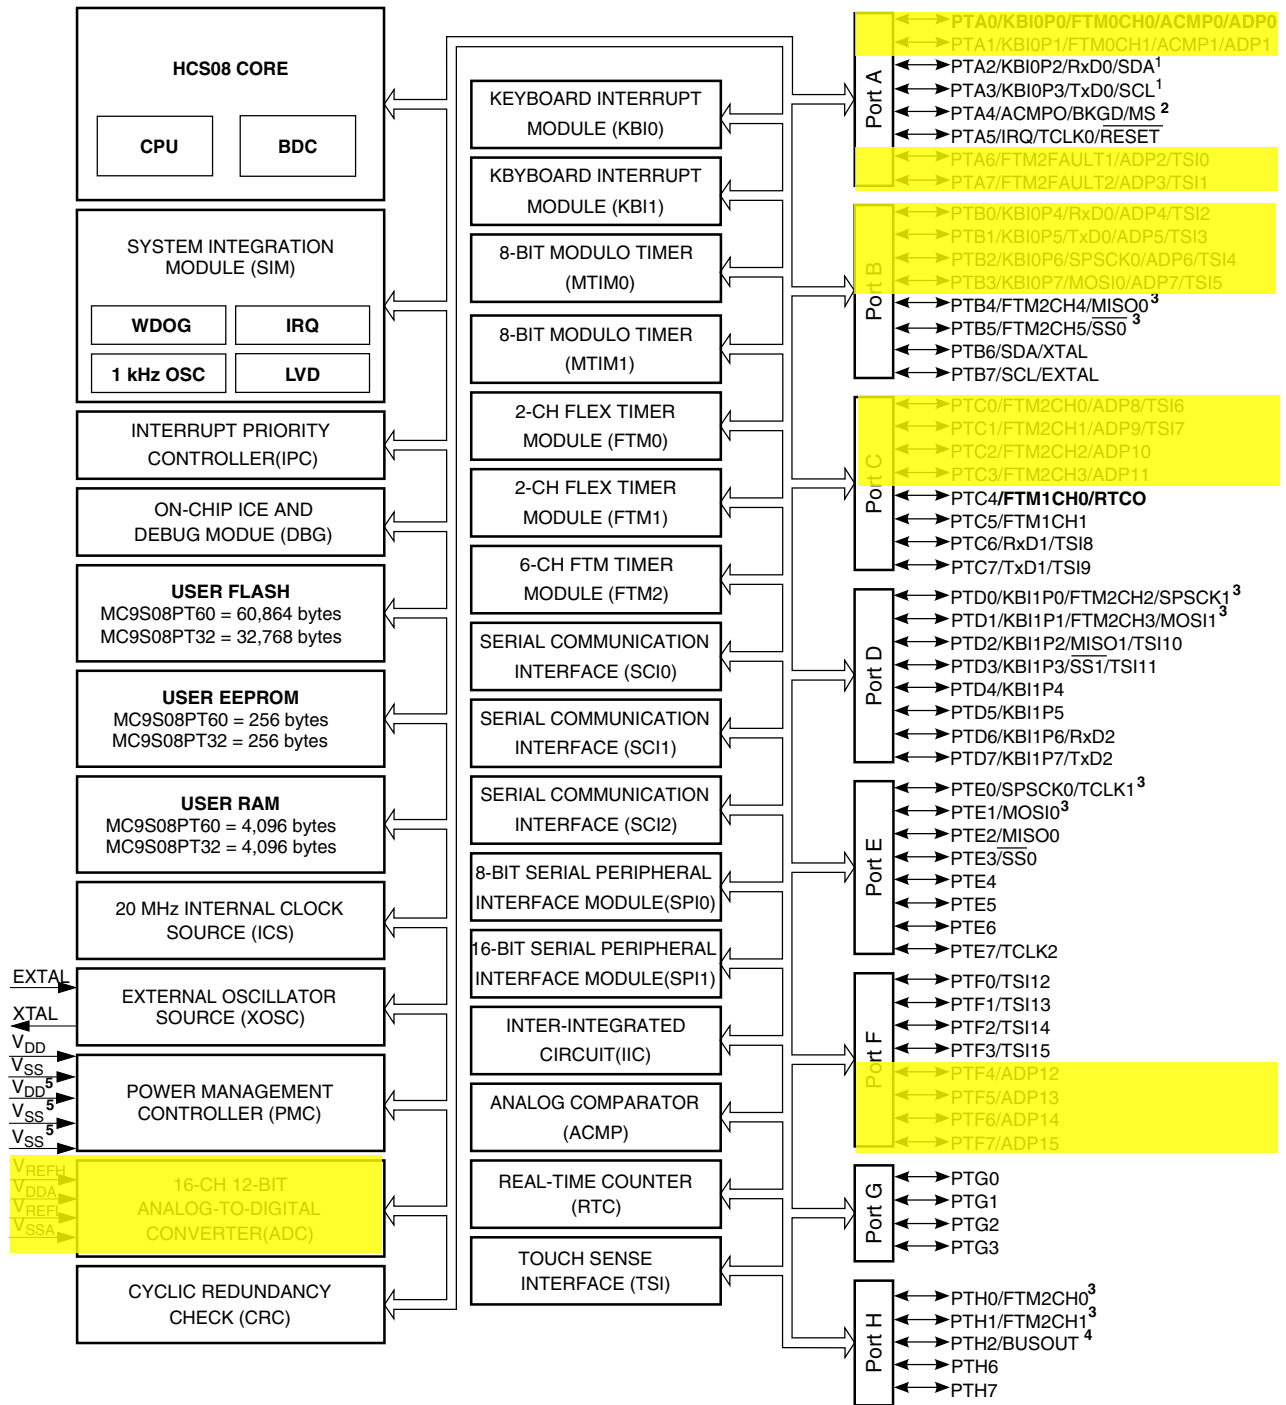 HCS08 CORE
CPU
BDC
SYSTEM INTEGRATION
MODULE (SIM)
WDOG
IRQ
1 kHz OSC
LVD
INTERRUPT PRIORITY
CONTROLLER(IPC)
ON-CHIP ICE AND
DEBUG MODUE (DBG)
USER FLASH
MC9S08PT60 = 60,864 bytes
MC9S08PT32 = 32,768 bytes
USER EEPROM
MC9S08PT60 = 256 bytes
MC9S08PT32 = 256 bytes
USER RAM
MC9S08PT60 = 4,096 bytes
MC9S08PT32 = 4,096 bytes
20 MHz INTERNAL CLOCK
SOURCE (ICS)
EXTAL
XTAL
EXTERNAL OSCILLATOR
SOURCE (XOSC)
VDD
VSS
VDD5
VSS5
VSS5
POWER MANAGEMENT
CONTROLLER (PMC)
VREFH
VDDA
VREFL
VSSA
16-CH 12-BIT
ANALOG-TO-DIGITAL
CONVERTER(ADC)
CYCLIC REDUNDANCY
CHECK (CRC)
KEYBOARD INTERRUPT
MODULE (KBI0)
KBYBOARD INTERRUPT
MODULE (KBI1)
8-BIT MODULO TIMER
(MTIM0)
8-BIT MODULO TIMER
(MTIM1)
2-CH FLEX TIMER
MODULE (FTM0)
2-CH FLEX TIMER
MODULE (FTM1)
6-CH FTM TIMER
MODULE (FTM2)
SERIAL COMMUNICATION
INTERFACE (SCI0)
SERIAL COMMUNICATION
INTERFACE (SCI1)
SERIAL COMMUNICATION
INTERFACE (SCI2)
8-BIT SERIAL PERIPHERAL
INTERFACE MODULE(SPI0)
16-BIT SERIAL PERIPHERAL
INTERFACE MODULE(SPI1)
INTER-INTEGRATED
CIRCUIT(IIC)
ANALOG COMPARATOR
(ACMP)
REAL-TIME COUNTER
(RTC)
TOUCH SENSE
INTERFACE (TSI)
Port A
PTA0/KBI0P0/FTM0CH0/ACMP0/ADP0
PTA1/KBI0P1/FTM0CH1/ACMP1/ADP1
PTA2/KBI0P2/RxD0/SDA1
PTA3/KBI0P3/TxD0/SCL1
PTA4/ACMPO/BKGD/MS 2
PTA5/IRQ/TCLK0/RESET
PTA6/FTM2FAULT1/ADP2/TSI0
PTA7/FTM2FAULT2/ADP3/TSI1
Port B
PTB0/KBI0P4/RxD0/ADP4/TSI2
PTB1/KBI0P5/TxD0/ADP5/TSI3
PTB2/KBI0P6/SPSCK0/ADP6/TSI4
PTB3/KBI0P7/MOSI0/ADP7/TSI5
PTB4/FTM2CH4/MISO0 3
PTB5/FTM2CH5/SS0 3
PTB6/SDA/XTAL
PTB7/SCL/EXTAL
Port C
PTC0/FTM2CH0/ADP8/TSI6
PTC1/FTM2CH1/ADP9/TSI7
PTC2/FTM2CH2/ADP10
PTC3/FTM2CH3/ADP11
PTC4/FTM1CH0/RTCO
PTC5/FTM1CH1
PTC6/RxD1/TSI8
PTC7/TxD1/TSI9
Port D
PTD0/KBI1P0/FTM2CH2/SPSCK1 3
PTD1/KBI1P1/FTM2CH3/MOSI1 3
PTD2/KBI1P2/MISO1/TSI10
PTD3/KBI1P3/SS1/TSI11
PTD4/KBI1P4
PTD5/KBI1P5
PTD6/KBI1P6/RxD2
PTD7/KBI1P7/TxD2
Port E
PTE0/SPSCK0/TCLK1 3
PTE1/MOSI0 3
PTE2/MISO0
PTE3/SS0
PTE4
PTE5
PTE6
PTE7/TCLK2
Port F
PTF0/TSI12
PTF1/TSI13
PTF2/TSI14
PTF3/TSI15
PTF4/ADP12
PTF5/ADP13
PTF6/ADP14
PTF7/ADP15
Port G
PTG0
PTG1
PTG2
PTG3
Port H
PTH0/FTM2CH0 3
PTH1/FTM2CH1 3
PTH2/BUSOUT 4
PTH6
PTH7